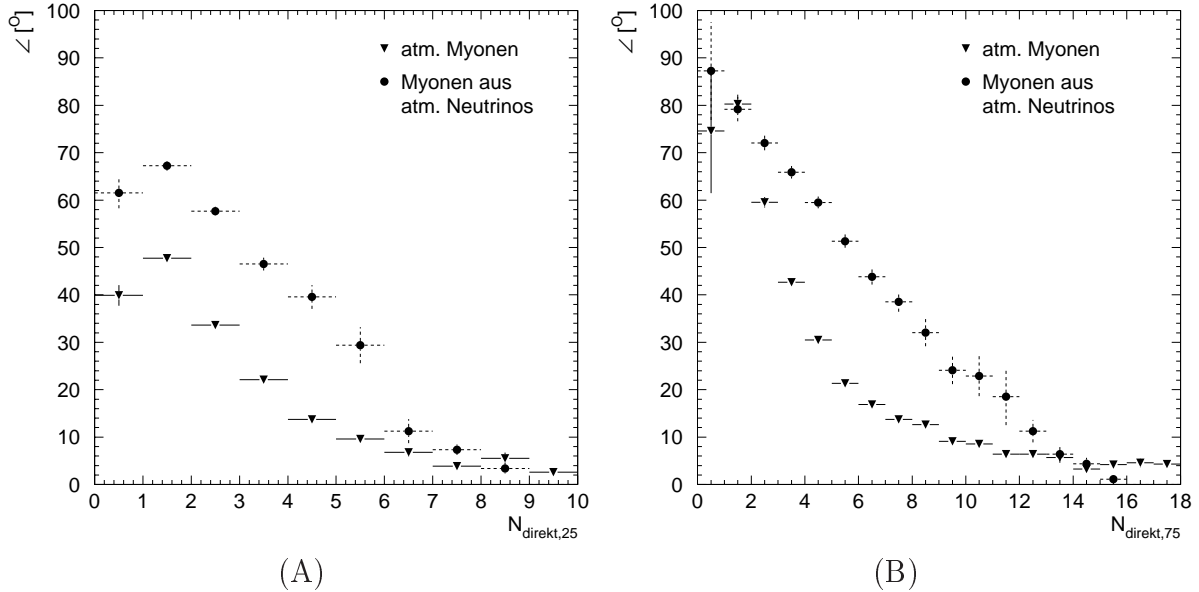 ∠ [°]
100
90
80
70
60
50
40
30
20
10
0
0 1 2 3 4 5 6 7 8 9 10
N direkt,25
atm. Myonen
Myonen aus
atm. Neutrinos
(A)
∠ [°]
100
90
80
70
60
50
40
30
20
10
0
0 2 4 6 8 10 12 14 16 18
N direkt,75
atm. Myonen
Myonen aus
atm. Neutrinos
(B)